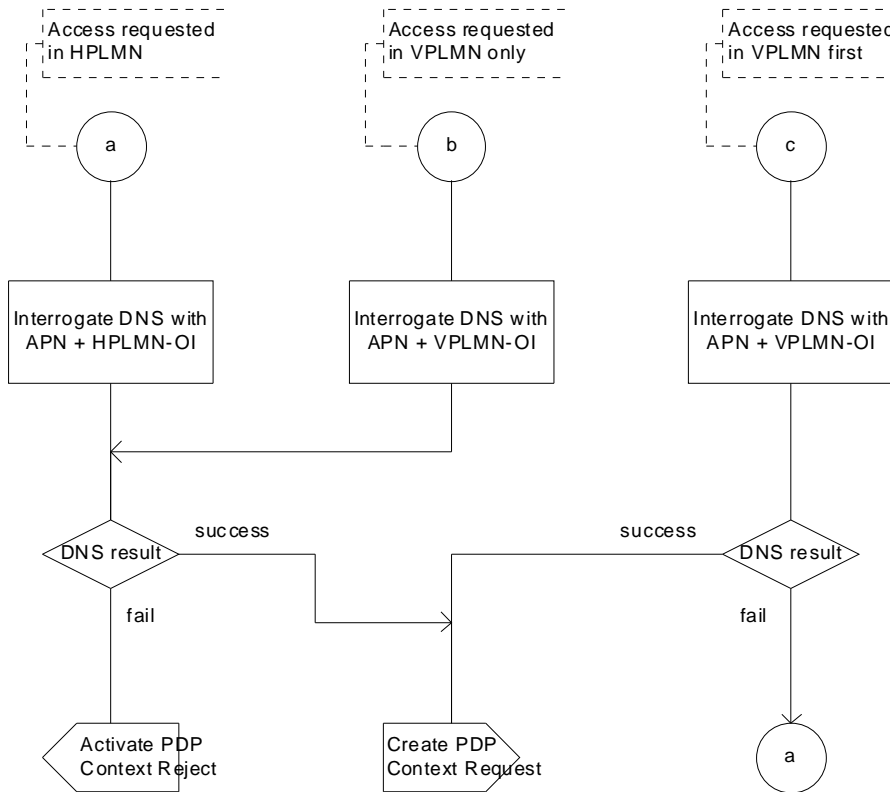 Access requested
in HPLMN
Access requested
in VPLMN only
Access requested
in VPLMN first
a
b
c
Interrogate DNS with
APN + HPLMN-OI
Interrogate DNS with
APN + VPLMN-OI
Interrogate DNS with
APN + VPLMN-OI
success
success
DNS result
DNS result
fail
fail
Activate PDP
Context Reject
Create PDP
Context Request
a